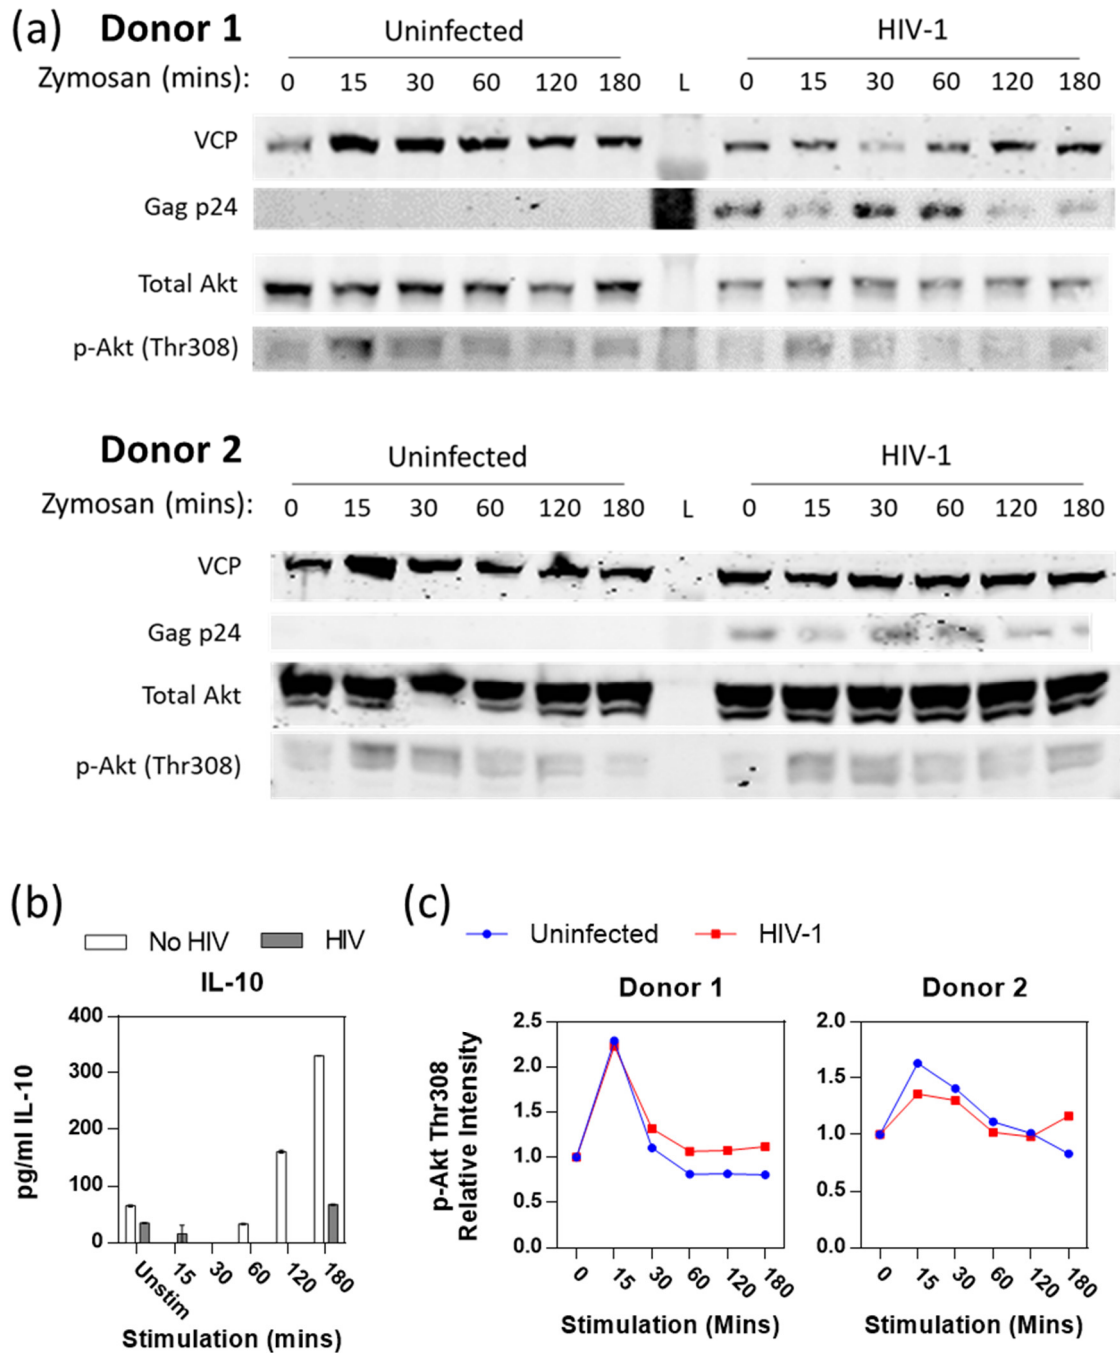 (a) Donor 1 Uninfected HIV-1
Zymosan (mins): 0 15 30 60 120 180 L 0 15 30 60 120 180
VCP
Gag p24
Total Akt
p-Akt (Thr308)
Donor 2 Uninfected HIV-1
Zymosan (mins): 0 15 30 60 120 180 L 0 15 30 60 120 180
VCP
Gag p24
Total Akt
p-Akt (Thr308)
(b)
No HIV HIV
IL-10
pg/ml IL-10
400
300
200
100
0
Unstim 15 30 60 120 180
Stimulation (mins)
(c)
Uninfected HIV-1
Donor 1
p-Akt Thr308
Relative Intensity
2.5
2.0
1.5
1.0
0.5
0.0
0 15 30 60 120 180
Stimulation (Mins)
Donor 2
2.0
1.5
1.0
0.5
0.0
0 15 30 60 120 180
Stimulation (Mins)